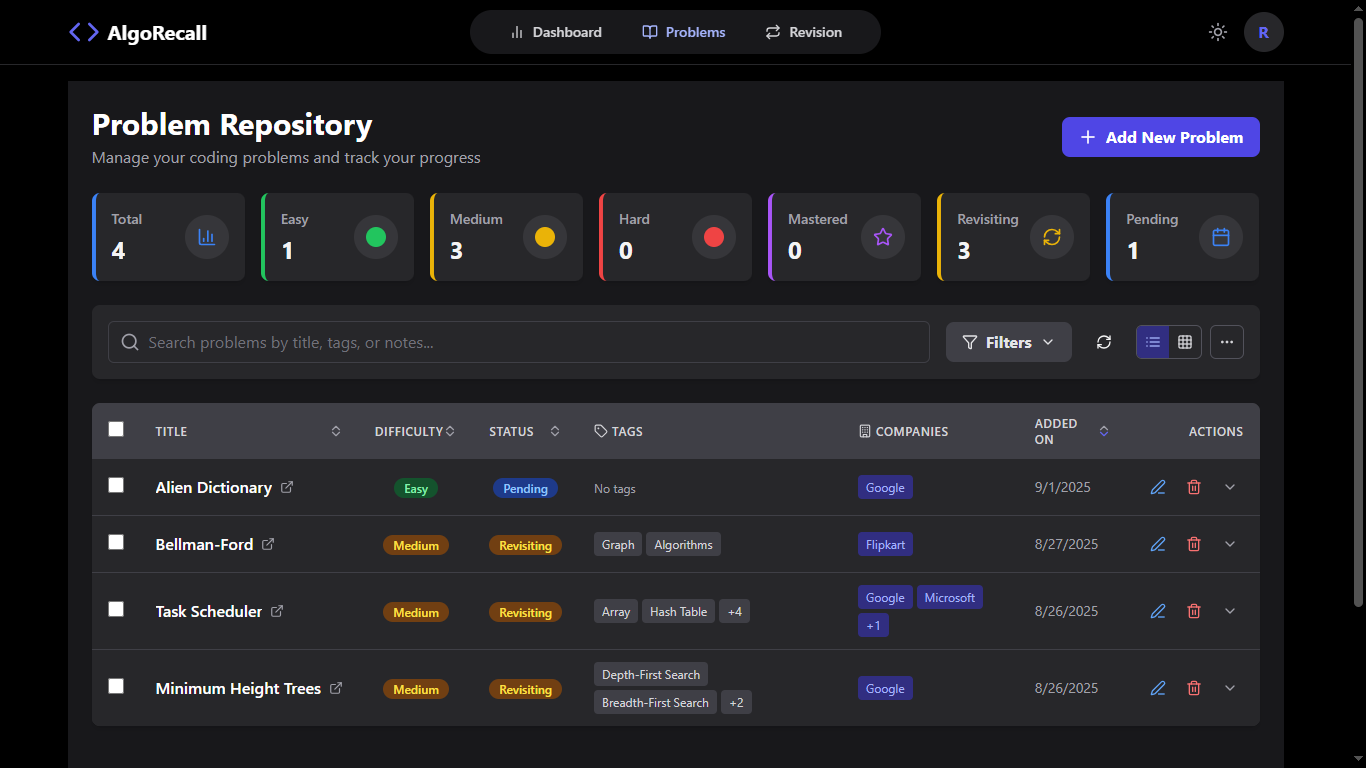 AlgoRecall
Dashboard Problems Revision
R
Problem Repository
Manage your coding problems and track your progress
Add New Problem
Total
4
Easy
1
Medium
3
Hard
0
Mastered
0
Revisiting
3
Pending
1
Search problems by title, tags, or notes...
Filters
TITLE DIFFICULTY STATUS TAGS COMPANIES ADDED ON ACTIONS
Alien Dictionary Easy Pending No tags Google 9/1/2025
Bellman-Ford Medium Revisiting Graph Algorithms Flipkart 8/27/2025
Task Scheduler Medium Revisiting Array Hash Table +4 Google Microsoft +1 8/26/2025
Minimum Height Trees Medium Revisiting Depth-First Search Breadth-First Search +2 Google 8/26/2025